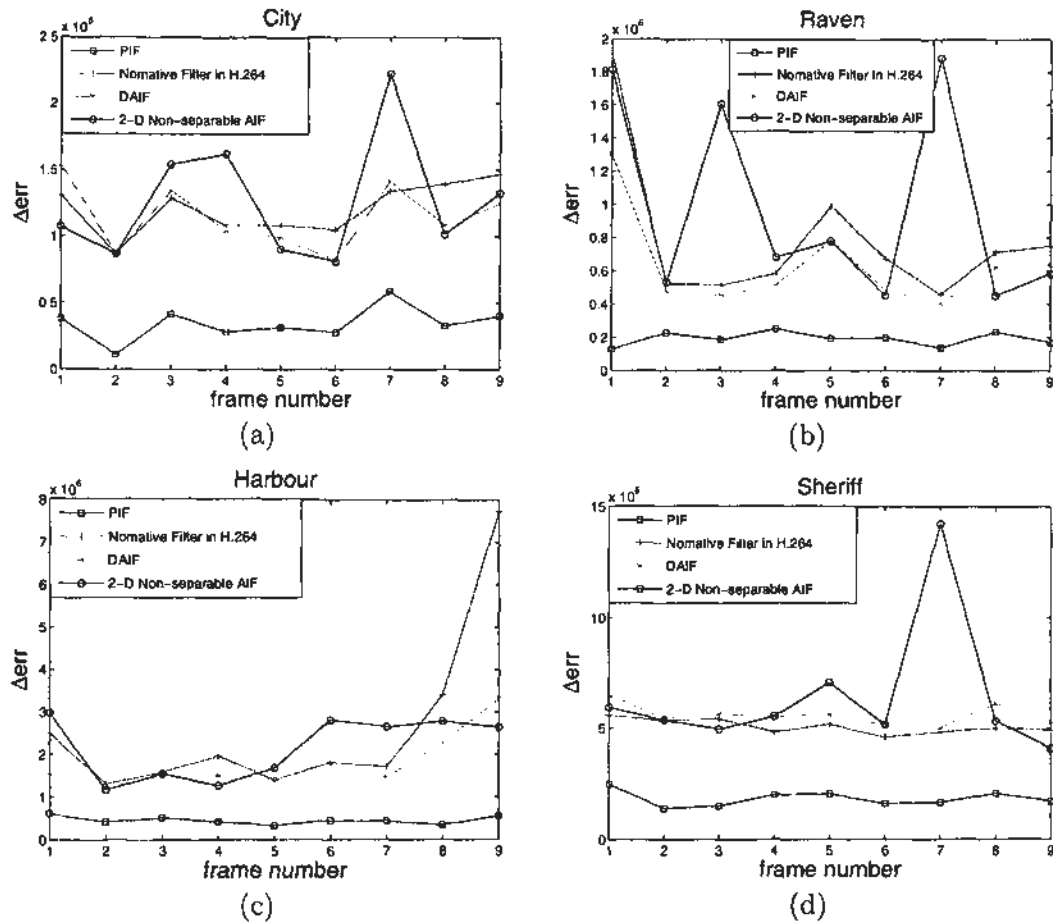 City
x 10^5
2 5
2
1.5
1
0 5
0
Δerr
PIF
Nomative Filter in H.264
DAIF
2-D Non-separable AIF
1 2 3 4 5 6 7 8 9
frame number
(a)
Raven
x 10^6
2
1.8
1.6
1.4
1.2
1
0.8
0.6
0.4
0.2
0
Δerr
PIF
Nomative Filter in H.264
DAIF
2-D Non-separable AIF
1 2 3 4 5 6 7 8 9
frame number
(b)
Harbour
x 10^6
8
7
6
5
4
3
2
1
0
Δerr
PIF
Nomative Filter in H.264
DAIF
2-D Non-separable AIF
1 2 3 4 5 6 7 8 9
frame number
(c)
Sheriff
x 10^5
15
10
5
0
Δerr
PIF
Nomative Filter in H.264
DAIF
2-D Non-separable AIF
1 2 3 4 5 6 7 8 9
frame number
(d)